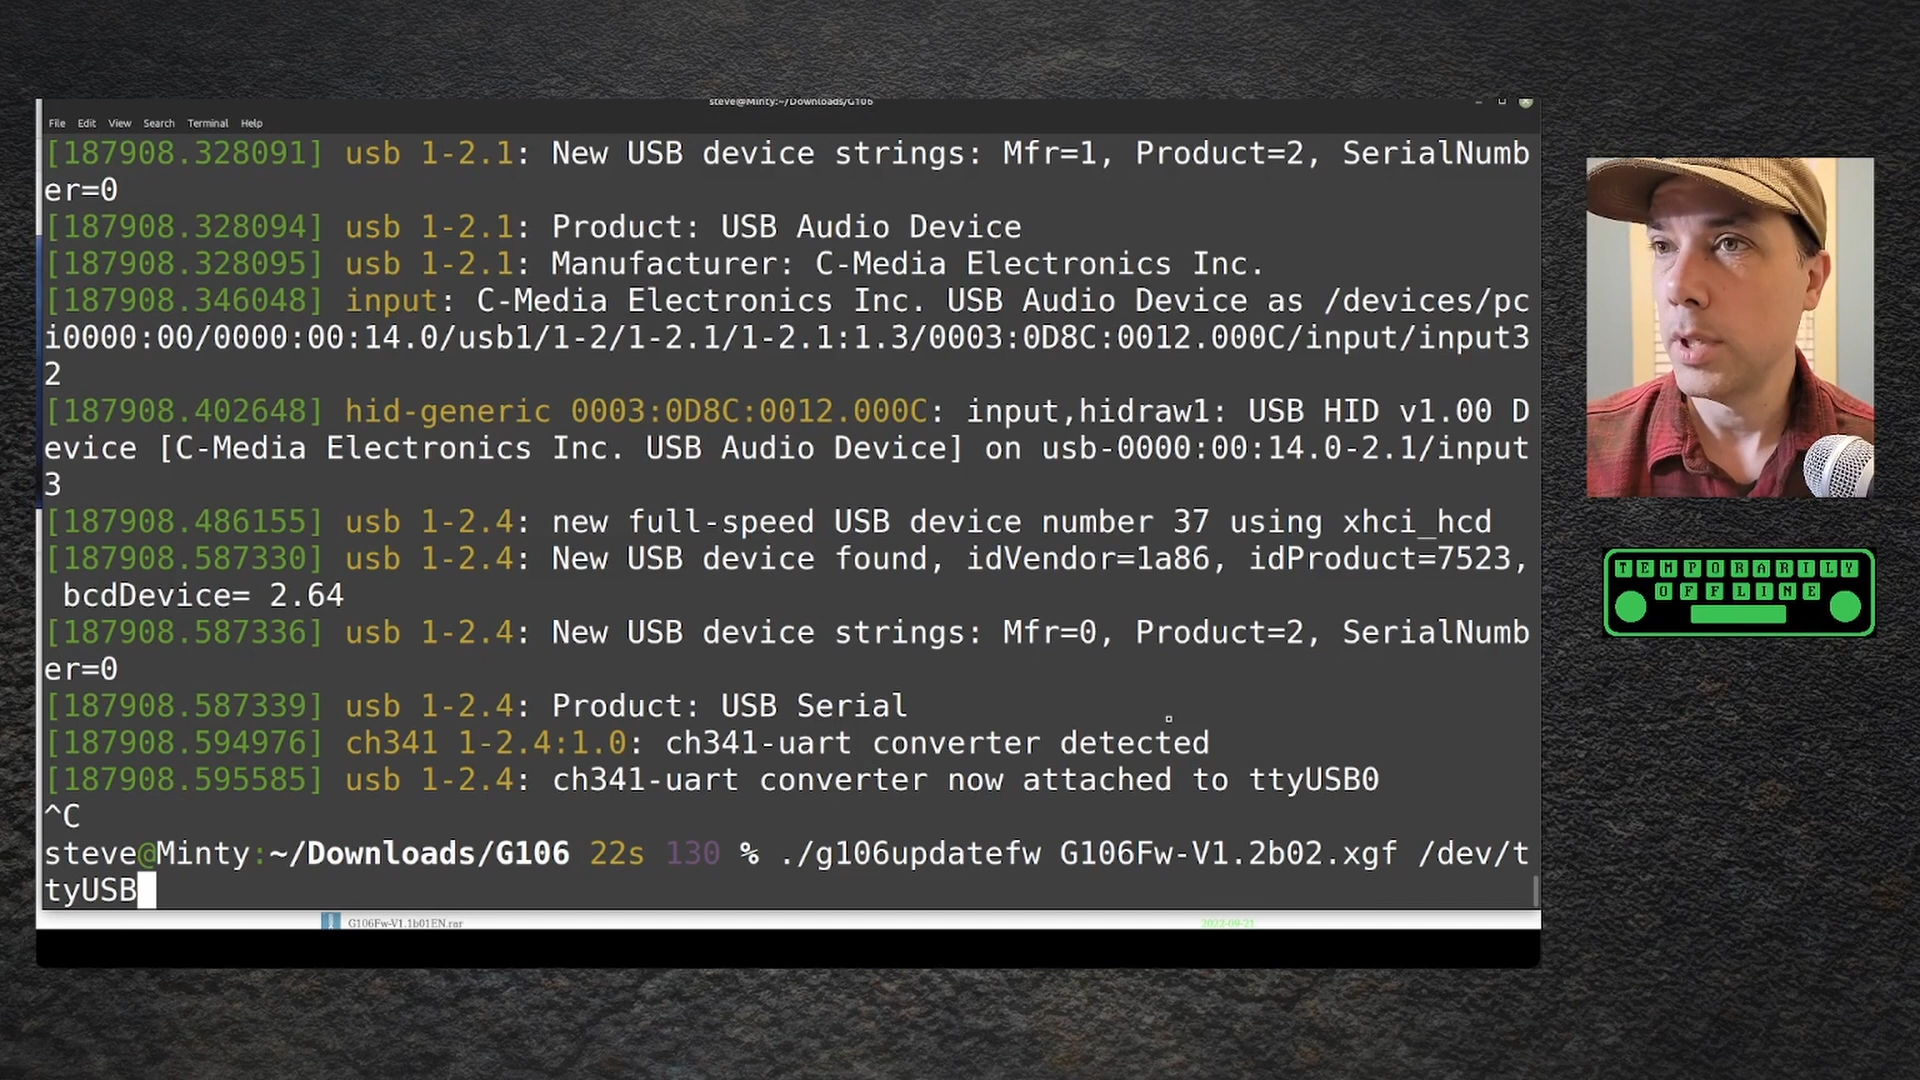 steve@Minty:~/Downloads/G106
File Edit View Search Terminal Help
[187908.328091] usb 1-2.1: New USB device strings: Mfr=1, Product=2, SerialNumb
er=0
[187908.328094] usb 1-2.1: Product: USB Audio Device
[187908.328095] usb 1-2.1: Manufacturer: C-Media Electronics Inc.
[187908.346048] input: C-Media Electronics Inc. USB Audio Device as /devices/pc
i0000:00/0000:00:14.0/usb1/1-2/1-2.1/1-2.1:1.3/0003:0D8C:0012.000C/input/input3
2
[187908.402648] hid-generic 0003:0D8C:0012.000C: input,hidraw1: USB HID v1.00 D
evice [C-Media Electronics Inc. USB Audio Device] on usb-0000:00:14.0-2.1/input
3
[187908.486155] usb 1-2.4: new full-speed USB device number 37 using xhci_hcd
[187908.587330] usb 1-2.4: New USB device found, idVendor=1a86, idProduct=7523,
 bcdDevice= 2.64
[187908.587336] usb 1-2.4: New USB device strings: Mfr=0, Product=2, SerialNumb
er=0
[187908.587339] usb 1-2.4: Product: USB Serial
[187908.594976] ch341 1-2.4:1.0: ch341-uart converter detected
[187908.595585] usb 1-2.4: ch341-uart converter now attached to ttyUSB0
^C
steve@Minty:~/Downloads/G106 22s 130 % ./g106updatefw G106Fw-V1.2b02.xgf /dev/t
tyUSB
G106Fw-V1.1b01EN.rar 2022-09-21
TEMPORARILY
OFFLINE